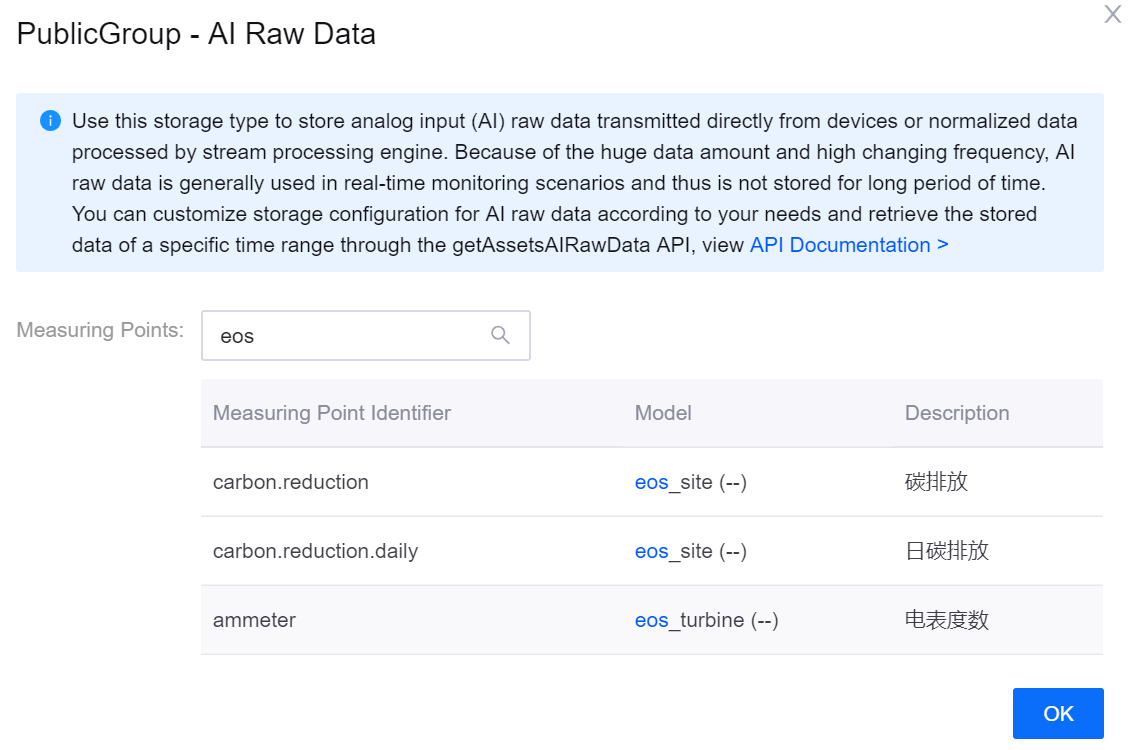 PublicGroup - AI Raw Data
Use this storage type to store analog input (AI) raw data transmitted directly from devices or normalized data
processed by stream processing engine. Because of the huge data amount and high changing frequency, AI
raw data is generally used in real-time monitoring scenarios and thus is not stored for long period of time.
You can customize storage configuration for AI raw data according to your needs and retrieve the stored
data of a specific time range through the getAssetsAIRawData API, view API Documentation >
Measuring Points: eos
Measuring Point Identifier Model Description
carbon.reduction eos_site (--) 碳排放
carbon.reduction.daily eos_site (--) 日碳排放
ammeter eos_turbine (--) 电表度数
OK